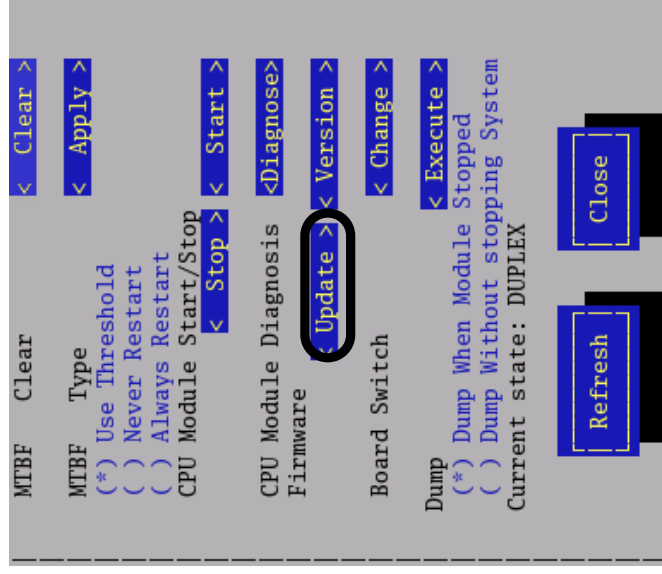 MTBF Clear < Clear >
MTBF Type < Apply >
(*) Use Threshold
( ) Never Restart
( ) Always Restart
CPU Module Start/Stop
< Stop > < Start >
CPU Module Diagnosis <Diagnose>
Firmware
< Update > < Version >
Board Switch < Change >
Dump < Execute >
(*) Dump When Module Stopped
( ) Dump Without stopping System
Current state: DUPLEX
Refresh Close